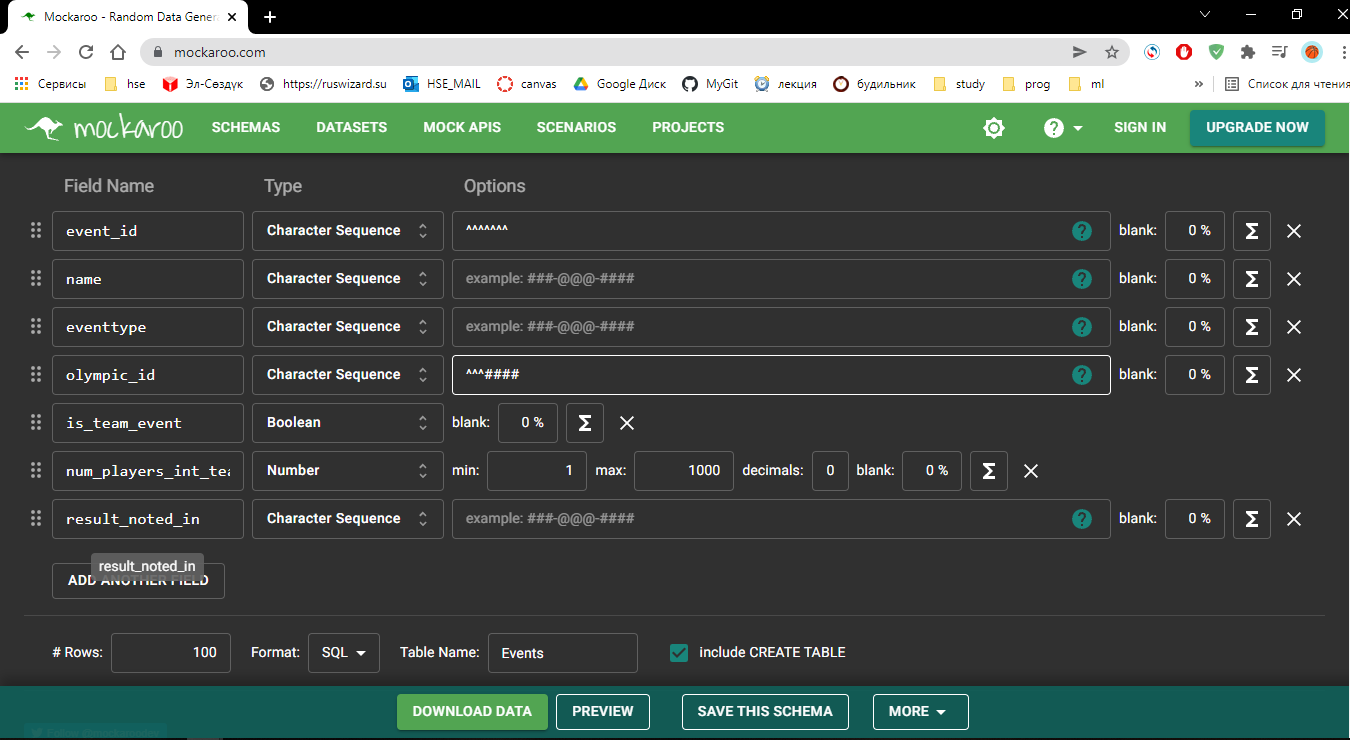 Mockaroo - Random Data Gener
mockaroo.com
Сервисы hse Эл-Сөздүк https://ruswizard.su HSE_MAIL canvas Google Диск MyGit лекция будильник study prog ml » Список для чтения
mockaroo SCHEMAS DATASETS MOCK APIS SCENARIOS PROJECTS ? SIGN IN UPGRADE NOW
Field Name Type Options
event_id Character Sequence ^^^^^^^ ? blank: 0 % Σ
name Character Sequence example: ###-@@@-#### ? blank: 0 % Σ
eventtype Character Sequence example: ###-@@@-#### ? blank: 0 % Σ
olympic_id Character Sequence ^^^#### ? blank: 0 % Σ
is_team_event Boolean blank: 0 % Σ
num_players_int_tea Number min: 1 max: 1000 decimals: 0 blank: 0 % Σ
result_noted_in Character Sequence example: ###-@@@-#### ? blank: 0 % Σ
result_noted_in
ADD ANOTHER FIELD
# Rows: 100 Format: SQL Table Name: Events include CREATE TABLE
DOWNLOAD DATA PREVIEW SAVE THIS SCHEMA MORE